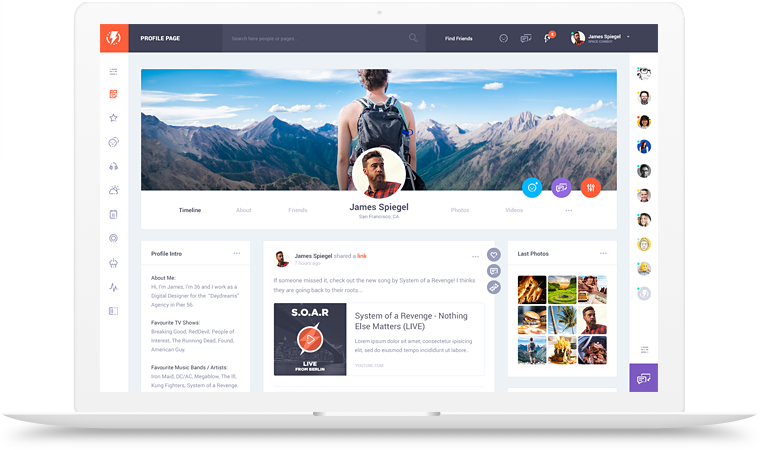 PROFILE PAGE
Search here people or pages...
Find Friends
James Spiegel
James Spiegel
San Francisco, CA
Timeline
About
Friends
Photos
Videos
Profile Intro
About Me:
Hi, I'm James, I'm 36 and I work as a
Digital Designer for the "Daydreams"
Agency in Pier 56.
Favourite TV Shows:
Breaking Good, RedDevil, People of
Interest, The Running Dead, Found,
American Guy.
Favourite Music Bands / Artists:
Iron Maid, DC/AC, Megablow, The Ill,
Kung Fighters, System of a Revenge.
James Spiegel shared a link
7 hours ago
If someone missed it, check out the new song by System of a Revenge! I thinks
they are going back to their roots...
S.O.A.R
LIVE
FROM BERLIN
System of a Revenge - Nothing
Else Matters (LIVE)
Lorem ipsum dolor sit amet, consectetur ipisicing
elit, sed do eiusmod tempo incididunt ut labore..
YOUTUBE.COM
Last Photos